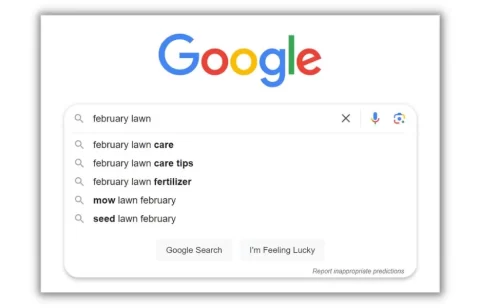 Google
february lawn
february lawn care
february lawn care tips
february lawn fertilizer
mow lawn february
seed lawn february
Google Search
I'm Feeling Lucky
Report inappropriate predictions